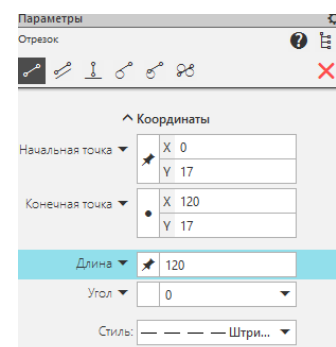 Параметры
Отрезок
Координаты
Начальная точка X 0
Y 17
Конечная точка X 120
Y 17
Длина 120
Угол 0
Стиль: Штри...